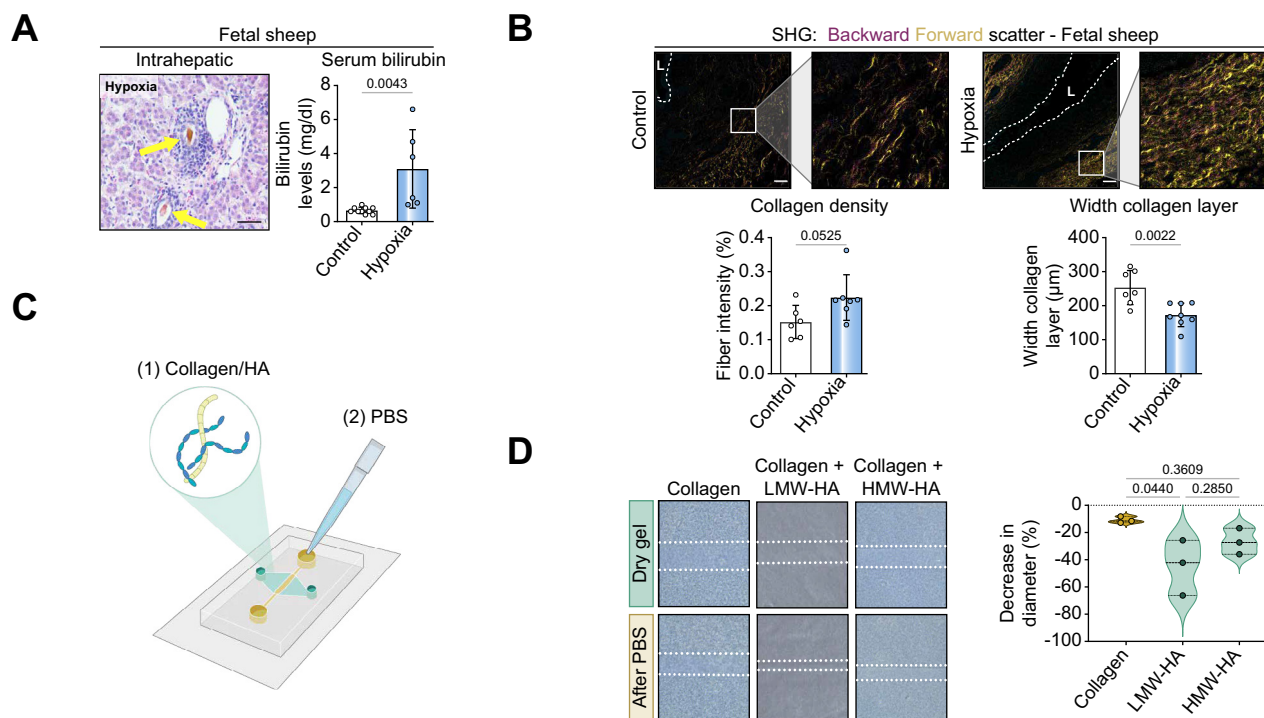 A
Fetal sheep
Intrahepatic
Hypoxia
Serum bilirubin
Bilirubin
levels (mg/dl)
8
6
4
2
0
0.0043
Control
Hypoxia
B
SHG: Backward Forward scatter - Fetal sheep
Control
L
Hypoxia
L
Collagen density
Fiber intensity (%)
0.4
0.3
0.2
0.1
0.0
0.0525
Control
Hypoxia
Width collagen layer
Width collagen
layer (µm)
400
300
200
100
0
0.0022
Control
Hypoxia
C
(1) Collagen/HA
(2) PBS
D
Collagen
Collagen +
LMW-HA
Collagen +
HMW-HA
Dry gel
After PBS
Decrease in
diameter (%)
0
-20
-40
-60
-80
-100
0.3609
0.0440
0.2850
Collagen
LMW-HA
HMW-HA